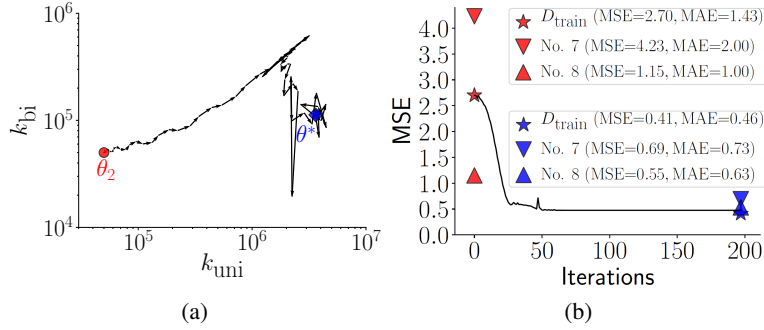 10^6
10^5
10^4
k_bi
θ_2
θ*
10^5
10^6
10^7
k_uni
(a)
4.0
3.5
3.0
2.5
2.0
1.5
1.0
0.5
0.0
MSE
D_train (MSE=2.70, MAE=1.43)
No. 7 (MSE=4.23, MAE=2.00)
No. 8 (MSE=1.15, MAE=1.00)
D_train (MSE=0.41, MAE=0.46)
No. 7 (MSE=0.69, MAE=0.73)
No. 8 (MSE=0.55, MAE=0.63)
0
50
100
150
200
Iterations
(b)